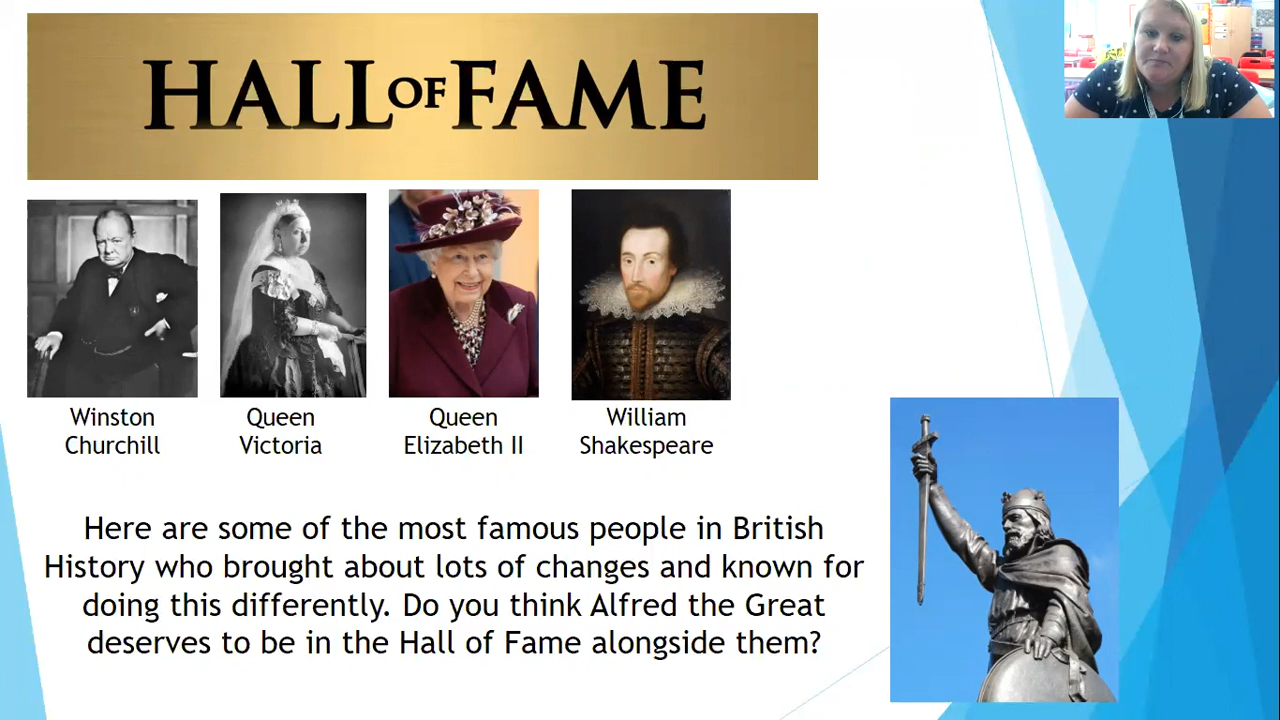 HALL OF FAME
Winston
Churchill
Queen
Victoria
Queen
Elizabeth II
William
Shakespeare
Here are some of the most famous people in British
History who brought about lots of changes and known for
doing this differently. Do you think Alfred the Great
deserves to be in the Hall of Fame alongside them?